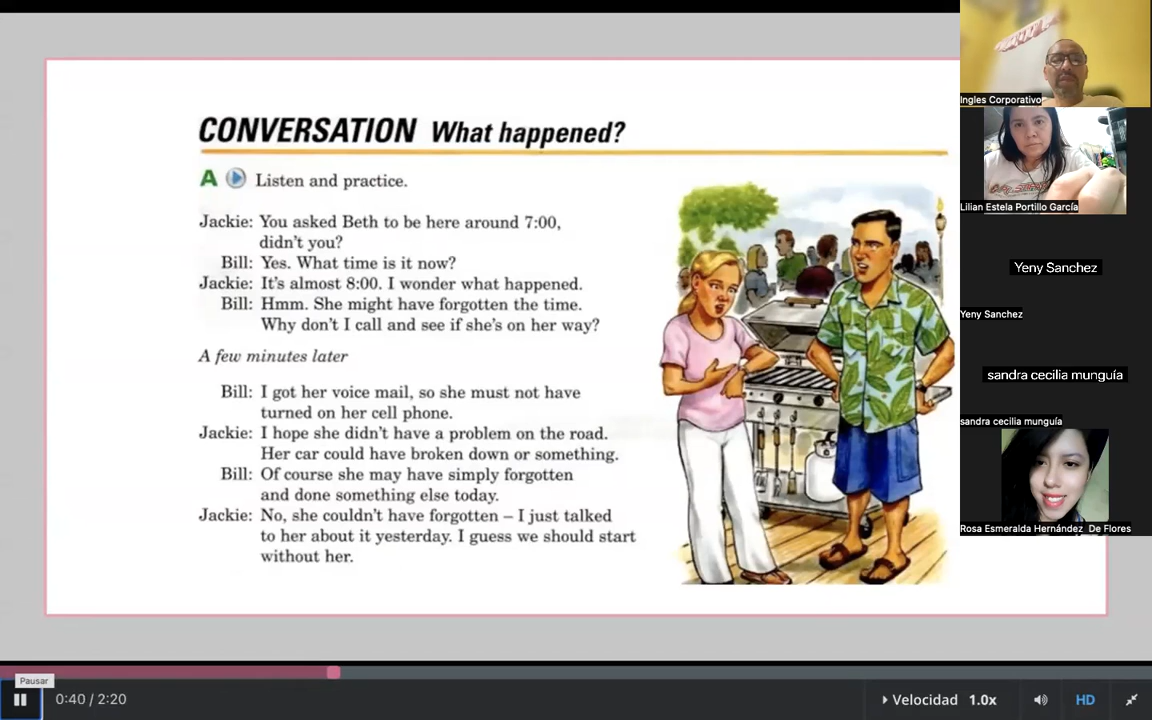 CONVERSATION What happened?
A Listen and practice.
Jackie: You asked Beth to be here around 7:00,
didn't you?
Bill: Yes. What time is it now?
Jackie: It's almost 8:00. I wonder what happened.
Bill: Hmm. She might have forgotten the time.
Why don't I call and see if she's on her way?
A few minutes later
Bill: I got her voice mail, so she must not have
turned on her cell phone.
Jackie: I hope she didn't have a problem on the road.
Her car could have broken down or something.
Bill: Of course she may have simply forgotten
and done something else today.
Jackie: No, she couldn't have forgotten – I just talked
to her about it yesterday. I guess we should start
without her.
Ingles Corporativo
Lilian Estela Portillo García
Yeny Sanchez
Yeny Sanchez
sandra cecilia munguía
sandra cecilia munguía
Rosa Esmeralda Hernández De Flores
Pausar
0:40 / 2:20
Velocidad 1.0x
HD